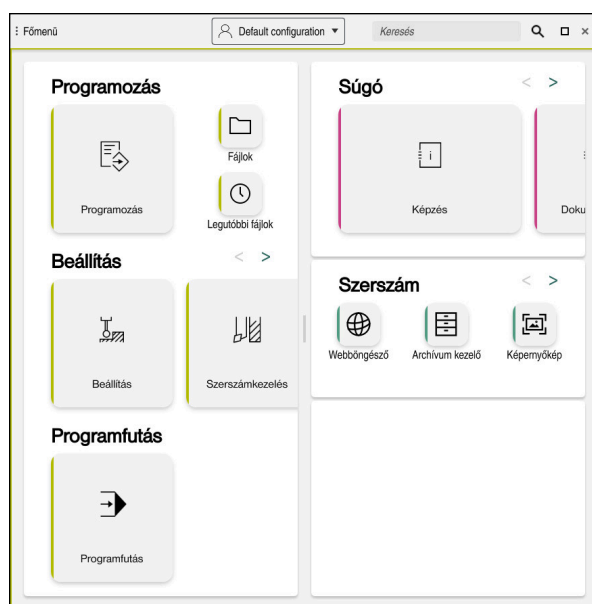 Főmenü
Default configuration
Keresés
Programozás
Programozás
Fájlok
Legutóbbi fájlok
Beállítás
Beállítás
Szerszámkezelés
Programfutás
Programfutás
Súgó
Képzés
Doku
Szerszám
Webböngésző
Archívum kezelő
Képernyőkép